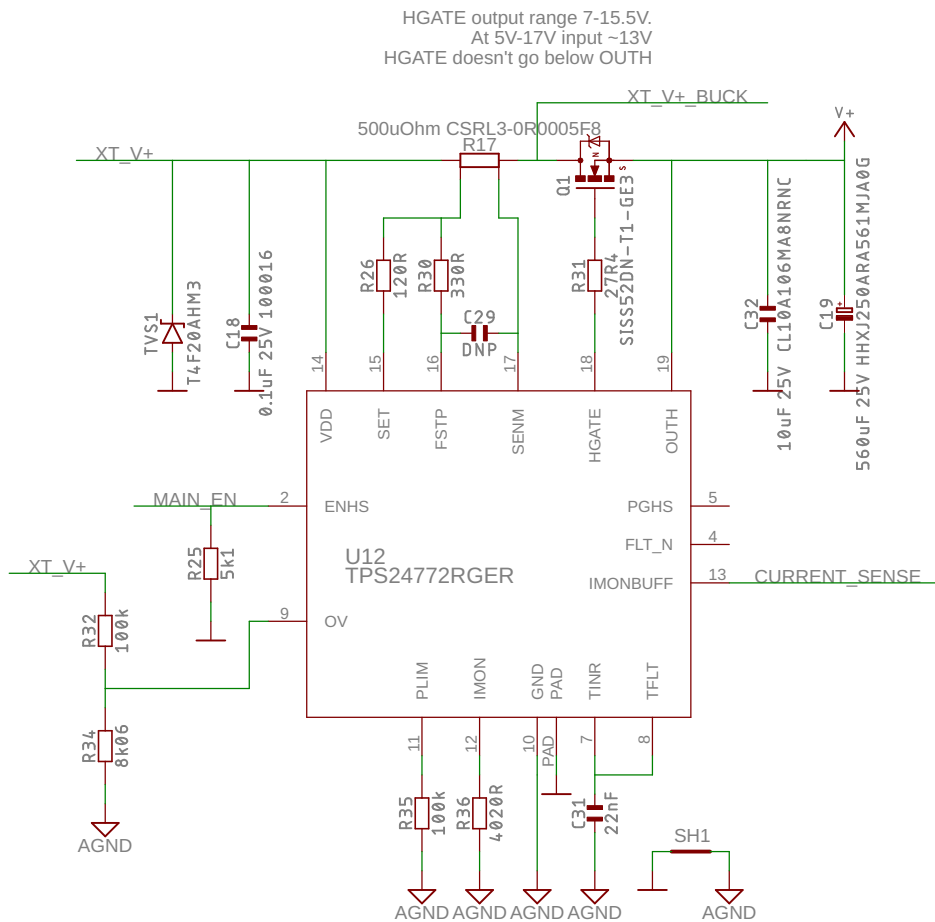 HGATE output range 7-15.5V.
At 5V-17V input ~13V
HGATE doesn't go below OUTH
XT_V+_BUCK
V+
500uOhm CSRL3-0R0005F8
XT_V+
R17
N
S
Q1
SISS52DN-T1-GE3
R26
120R
R30
330R
R31
27R4
C29
DNP
TVS1
T4F20AHM3
C18
0.1uF 25V 100016
C32
10uF 25V CL10A106MA8NRNC
C19
+
560uF 25V HHXJ250ARA561MJA0G
14
15
16
17
18
19
VDD
SET
FSTP
SENM
HGATE
OUTH
MAIN_EN
2
ENHS
PGHS
5
FLT_N
4
U12
TPS24772RGER
IMONBUFF
13
CURRENT_SENSE
R25
5k1
XT_V+
9
OV
R32
100k
R34
8k06
AGND
PLIM
IMON
GND
PAD
TINR
TFLT
11
12
10
PAD
7
8
R35
100k
R36
4020R
C31
22nF
SH1
AGND
AGND
AGND
AGND
AGND